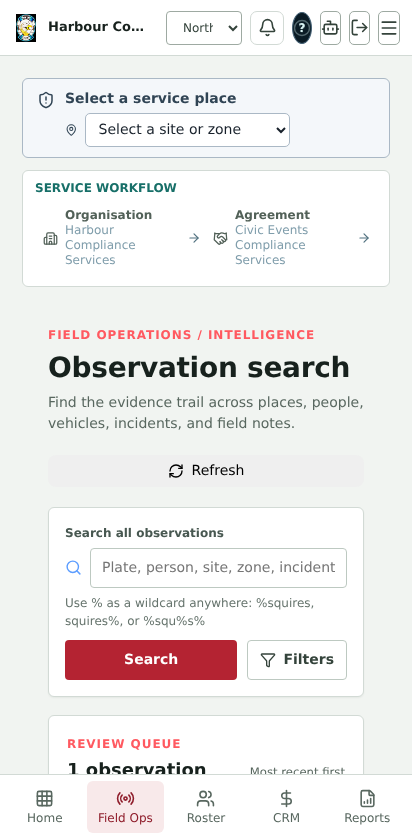 Harbour Co...
North
Select a service place
Select a site or zone
SERVICE WORKFLOW
Organisation
Harbour
Compliance
Services
Agreement
Civic Events
Compliance
Services
FIELD OPERATIONS / INTELLIGENCE
Observation search
Find the evidence trail across places, people,
vehicles, incidents, and field notes.
Refresh
Search all observations
Plate, person, site, zone, incident
Use % as a wildcard anywhere: %squires,
squires%, or %squ%s%
Search
Filters
REVIEW QUEUE
1 observation
Most recent first
Home
Field Ops
Roster
CRM
Reports